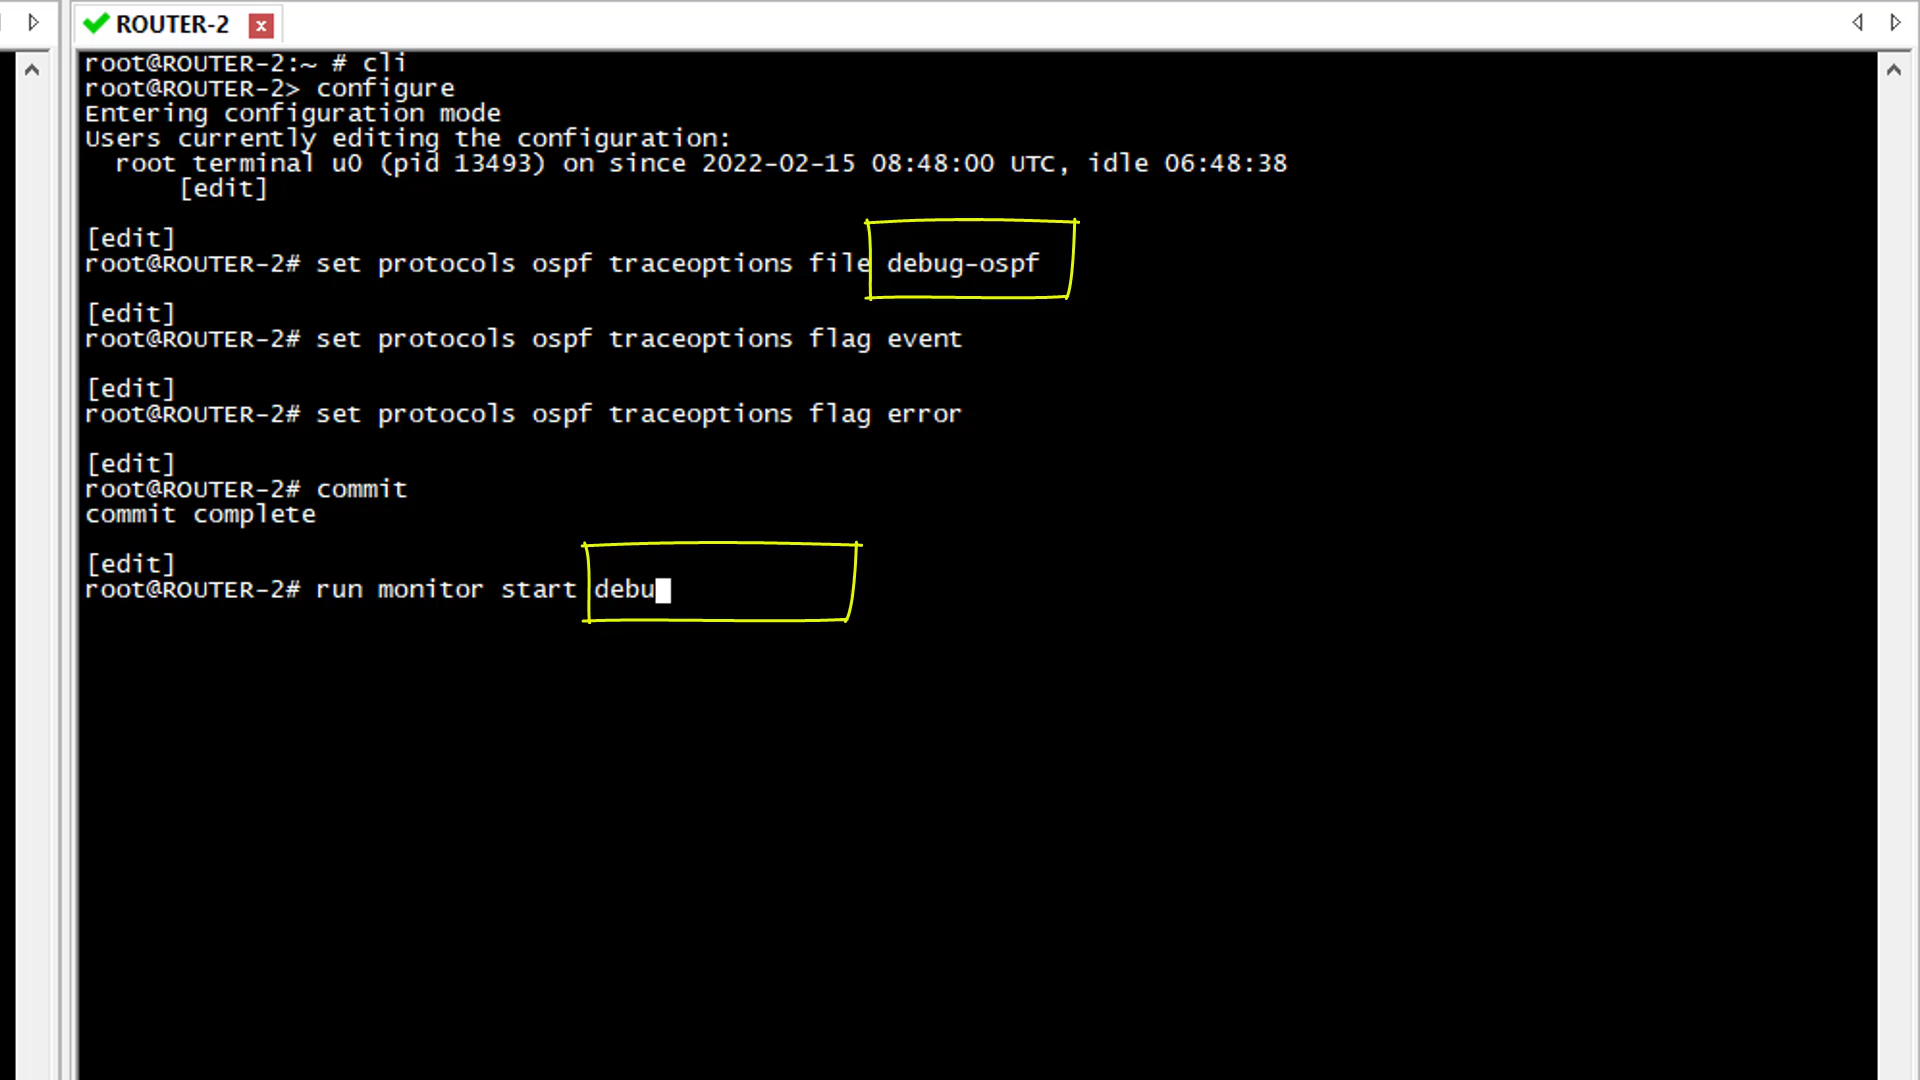 ROUTER-2
root@ROUTER-2:~ # cli
root@ROUTER-2> configure
Entering configuration mode
Users currently editing the configuration:
  root terminal u0 (pid 13493) on since 2022-02-15 08:48:00 UTC, idle 06:48:38
      [edit]
[edit]
root@ROUTER-2# set protocols ospf traceoptions file debug-ospf
[edit]
root@ROUTER-2# set protocols ospf traceoptions flag event
[edit]
root@ROUTER-2# set protocols ospf traceoptions flag error
[edit]
root@ROUTER-2# commit
commit complete
[edit]
root@ROUTER-2# run monitor start debu